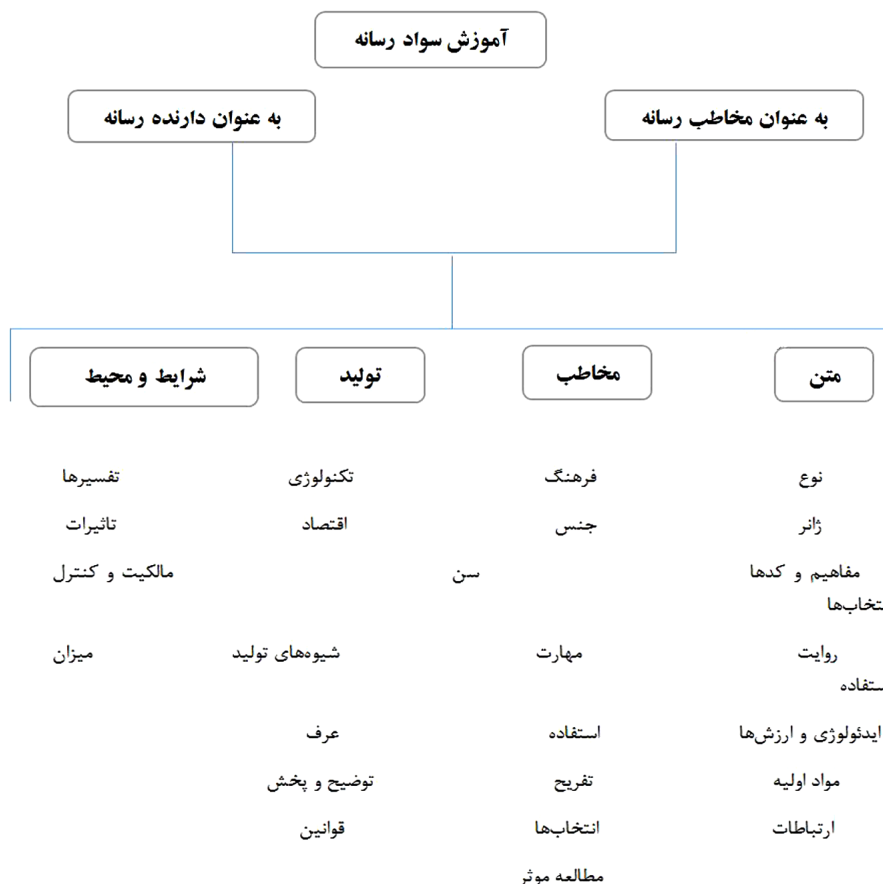 آموزش سواد رسانه
به عنوان مخاطب رسانه به عنوان دارنده رسانه
متن مخاطب تولید شرایط و محیط
نوع فرهنگ تکنولوژی تفسیرها
ژانر جنس اقتصاد تاثیرات
مفاهیم و کدها سن مالکیت و کنترل
نتخاب‌ها
روایت مهارت شیوه‌های تولید میزان
ستفاده
ایدئولوژی و ارزش‌ها استفاده عرف
مواد اولیه تفریح توضیح و پخش
ارتباطات انتخاب‌ها قوانین
مطالعه موثر